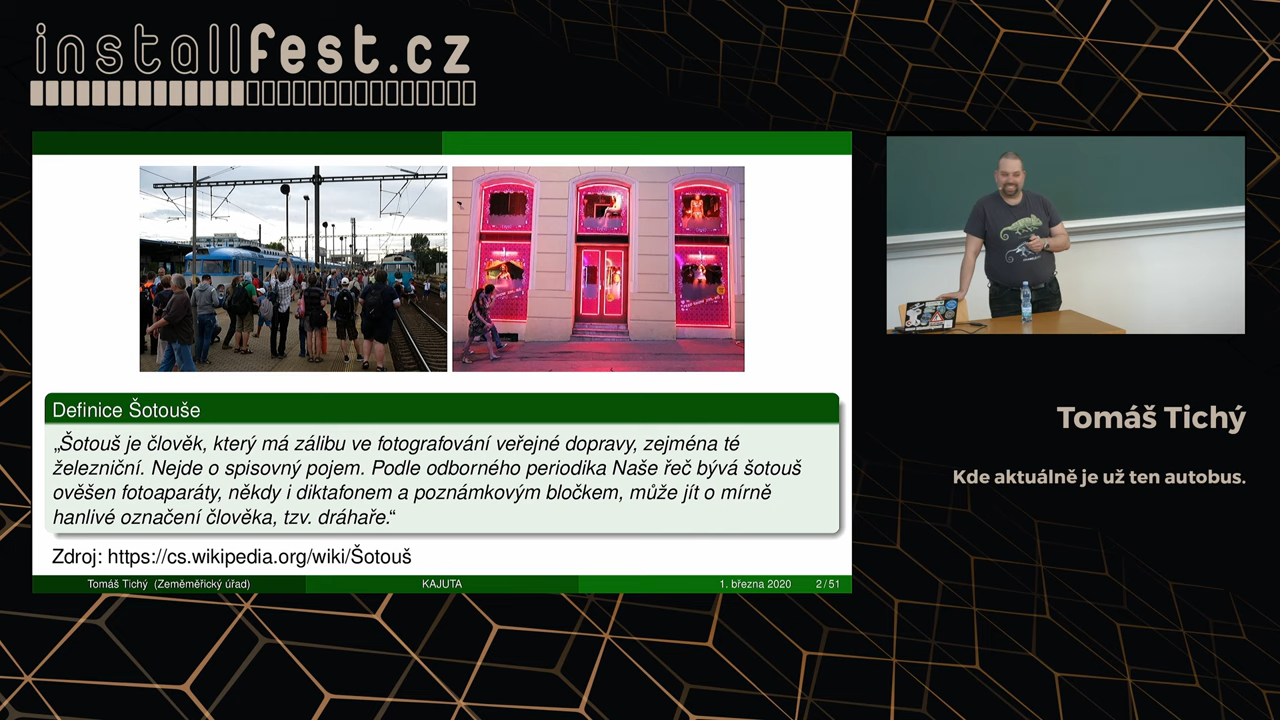 installfest.cz
Definice Šotouše
„Šotouš je člověk, který má zálibu ve fotografování veřejné dopravy, zejména té
železniční. Nejde o spisovný pojem. Podle odborného periodika Naše řeč bývá šotouš
ověšen fotoaparáty, někdy i diktafonem a poznámkovým bločkem, může jít o mírně
hanlivé označení člověka, tzv. dráhaře.“
Zdroj: https://cs.wikipedia.org/wiki/Šotouš
Tomáš Tichý (Zeměměřický úřad) KAJUTA 1. března 2020 2 / 51
Tomáš Tichý
Kde aktuálně je už ten autobus.